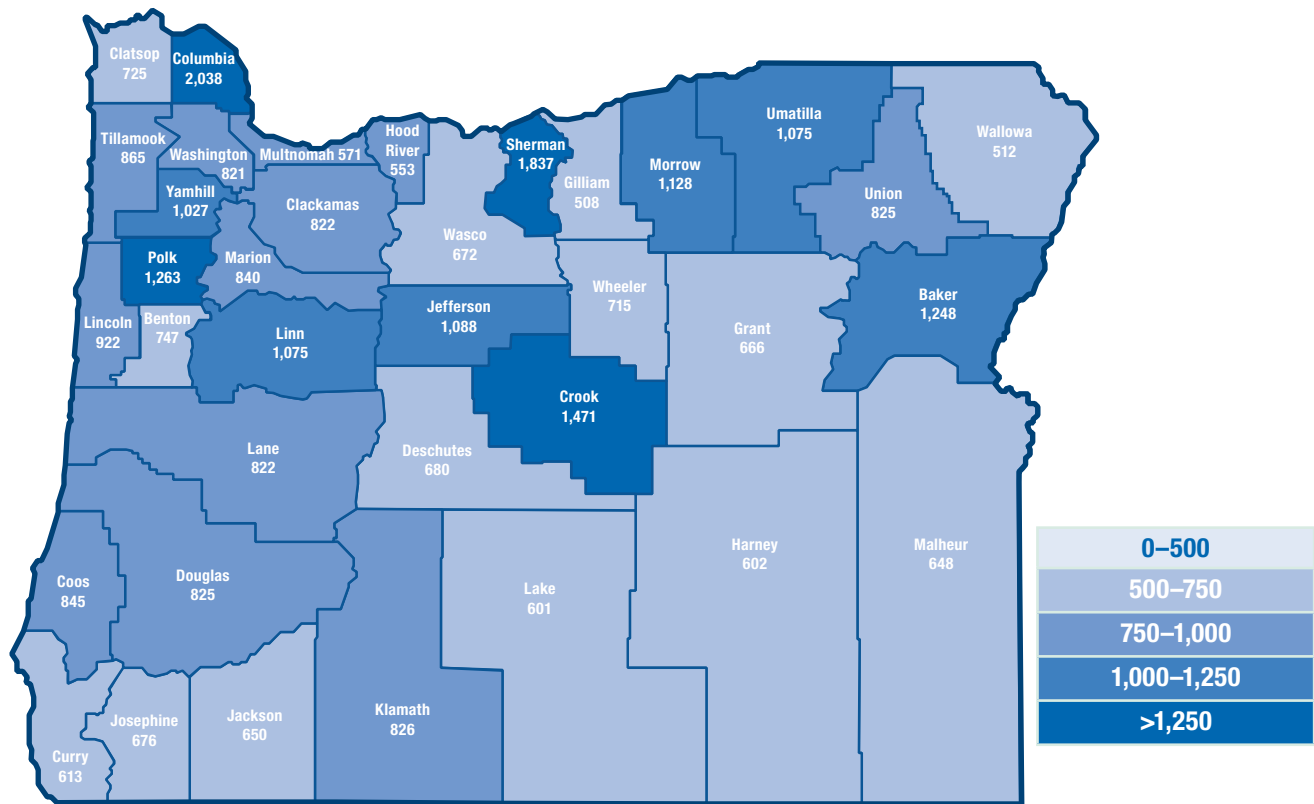 Clatsop
725
Columbia
2,038
Tillamook
865
Washington
821
Multnomah 571
Hood
River
553
Yamhill
1,027
Clackamas
822
Polk
1,263
Marion
840
Lincoln
922
Benton
747
Linn
1,075
Wasco
672
Sherman
1,837
Gilliam
508
Morrow
1,128
Umatilla
1,075
Union
825
Wallowa
512
Jefferson
1,088
Wheeler
715
Grant
666
Baker
1,248
Crook
1,471
Deschutes
680
Lane
822
Douglas
825
Coos
845
Curry
613
Josephine
676
Jackson
650
Klamath
826
Lake
601
Harney
602
Malheur
648
0–500
500–750
750–1,000
1,000–1,250
>1,250